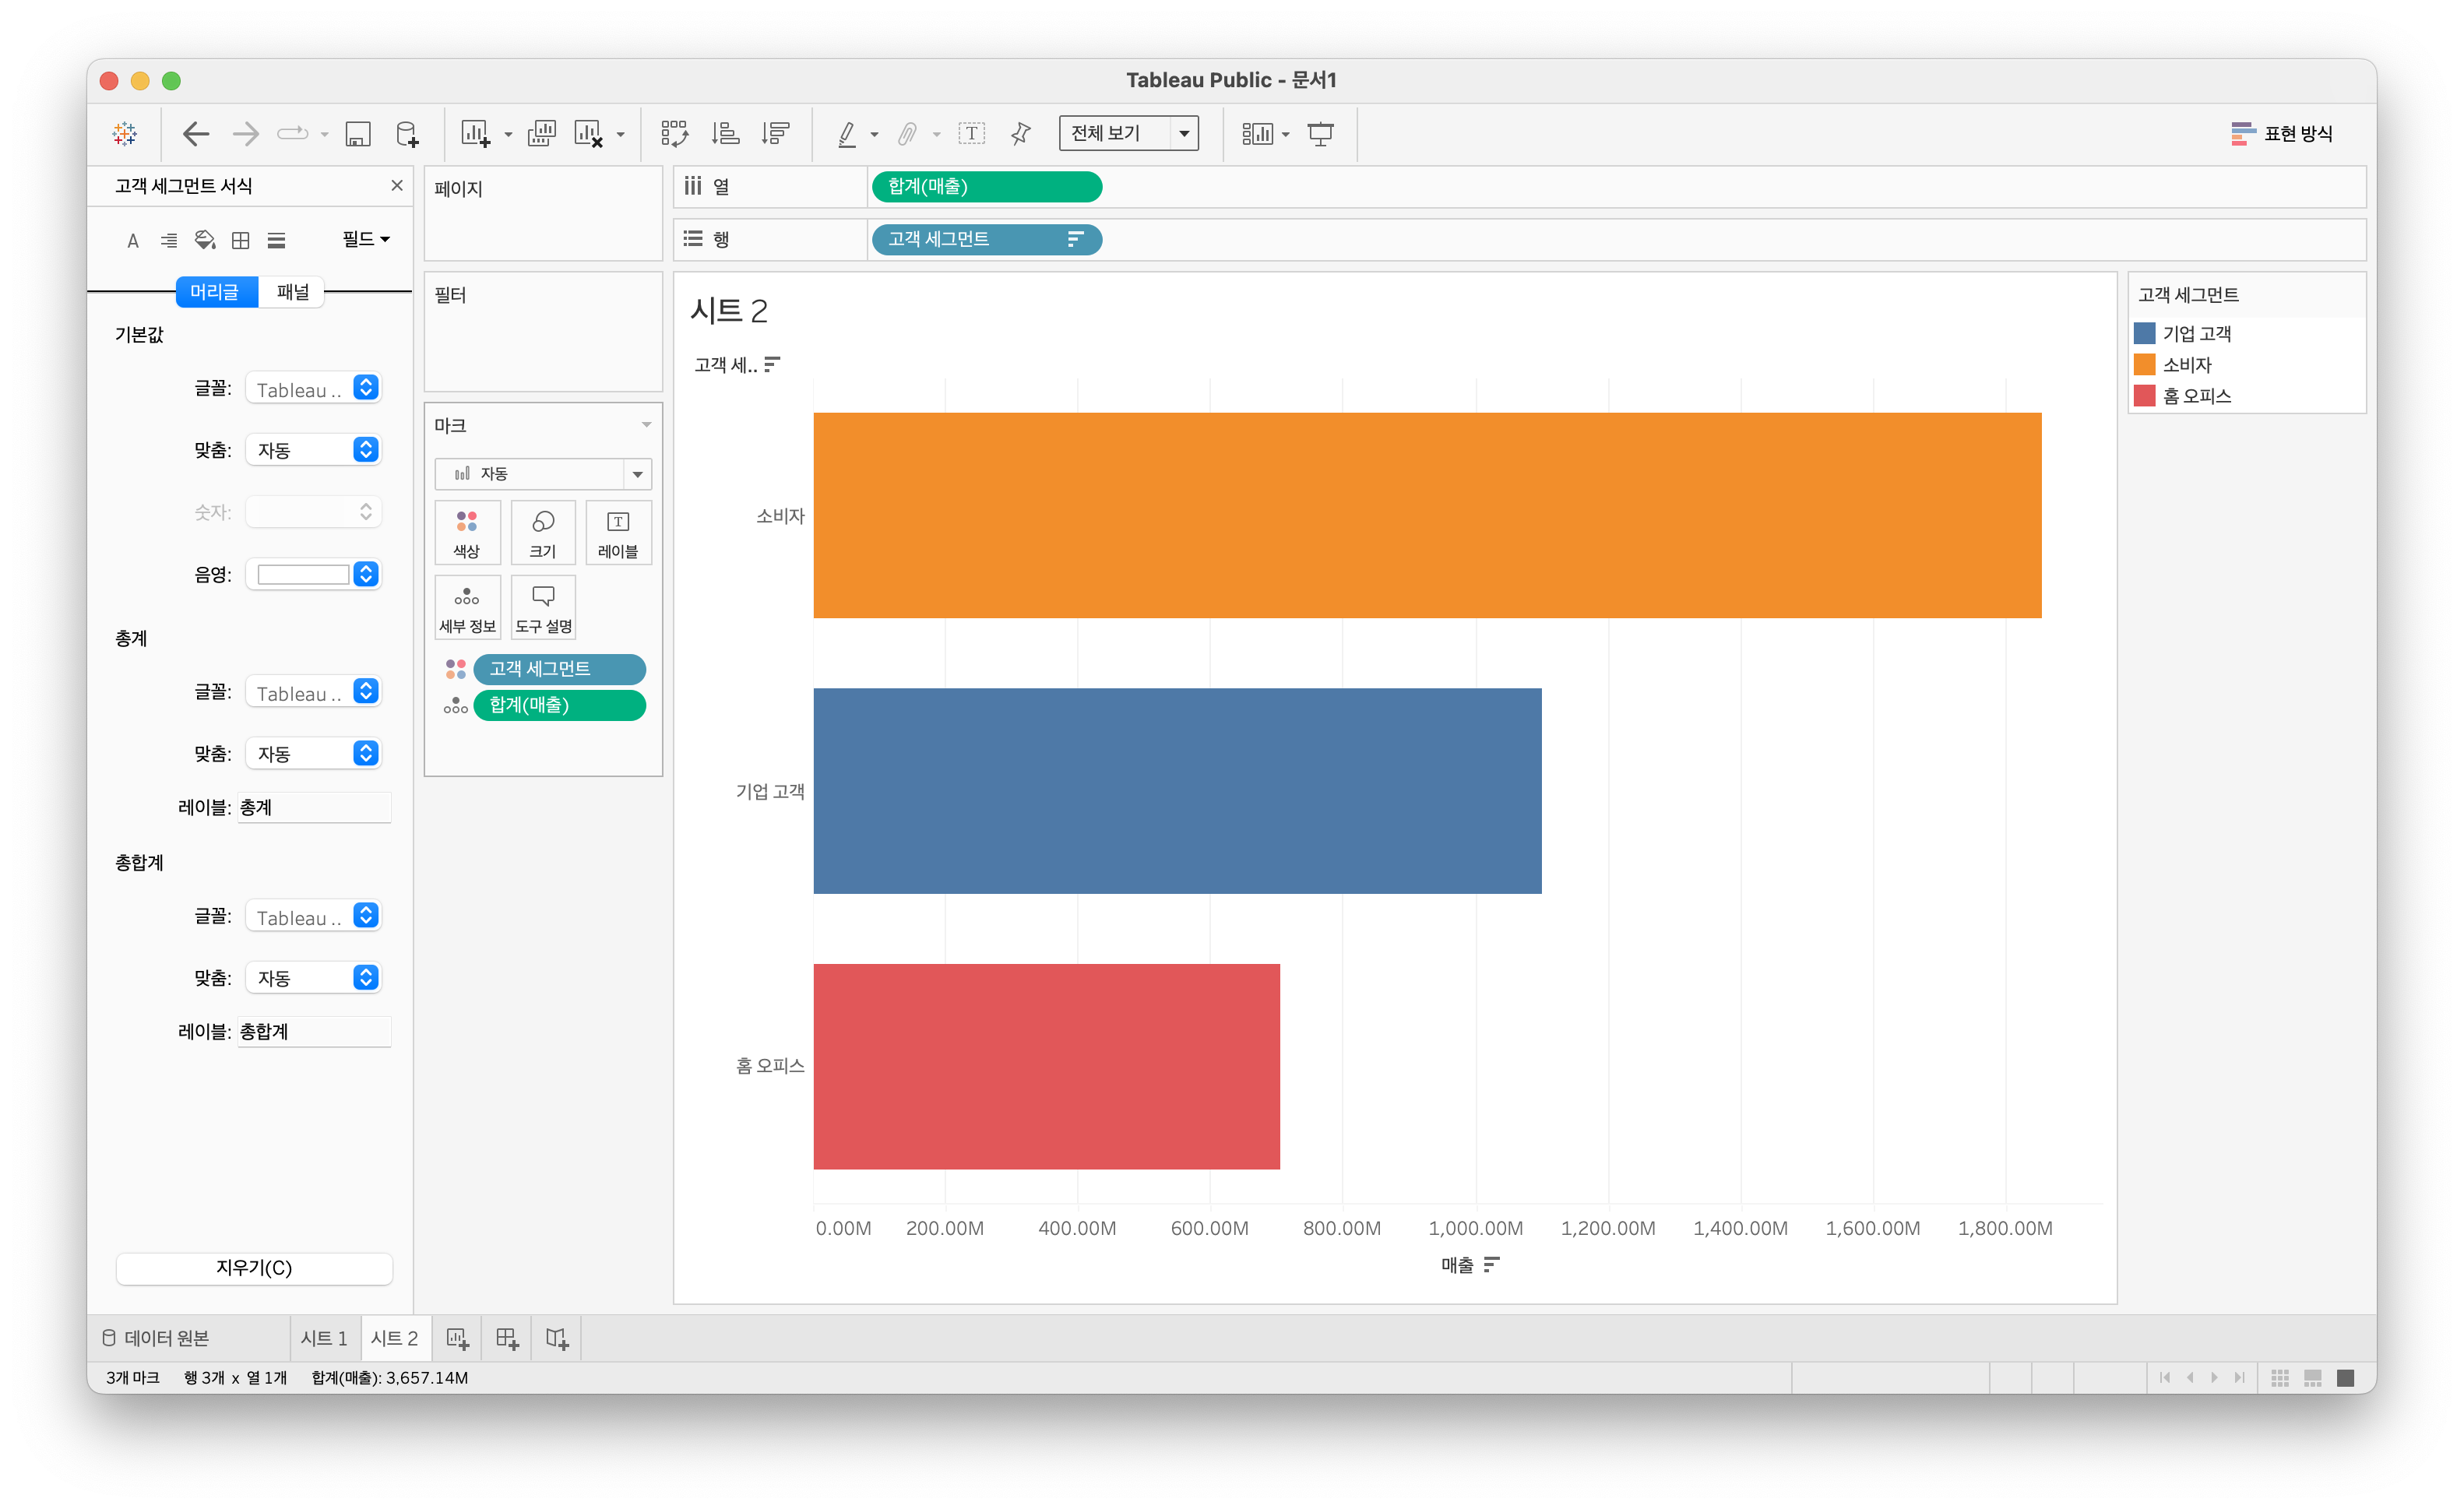 Tableau Public - 문서1
전체 보기
표현 방식
고객 세그먼트 서식
필드
머리글 패널
기본값
글꼴: Tableau ..
맞춤: 자동
숫자:
음영:
총계
글꼴: Tableau ..
맞춤: 자동
레이블: 총계
총합계
글꼴: Tableau ..
맞춤: 자동
레이블: 총합계
지우기(C)
페이지
필터
마크
자동
색상 크기 레이블
세부 정보 도구 설명
고객 세그먼트
합계(매출)
열 합계(매출)
행 고객 세그먼트
시트 2
고객 세..
소비자
기업 고객
홈 오피스
0.00M 200.00M 400.00M 600.00M 800.00M 1,000.00M 1,200.00M 1,400.00M 1,600.00M 1,800.00M
매출
고객 세그먼트
기업 고객
소비자
홈 오피스
데이터 원본 시트 1 시트 2
3개 마크 행 3개 x 열 1개 합계(매출): 3,657.14M